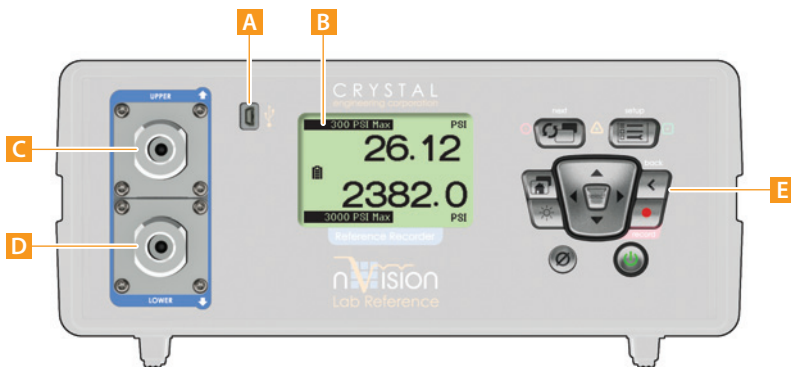 A
B
UPPER
CRYSTAL
engineering corporation
300 PSI Max PSI
26.12
2382.0
3000 PSI Max PSI
Reference Recorder
nVision
Lab Reference
LOWER
C
D
next
setup
back
record
E